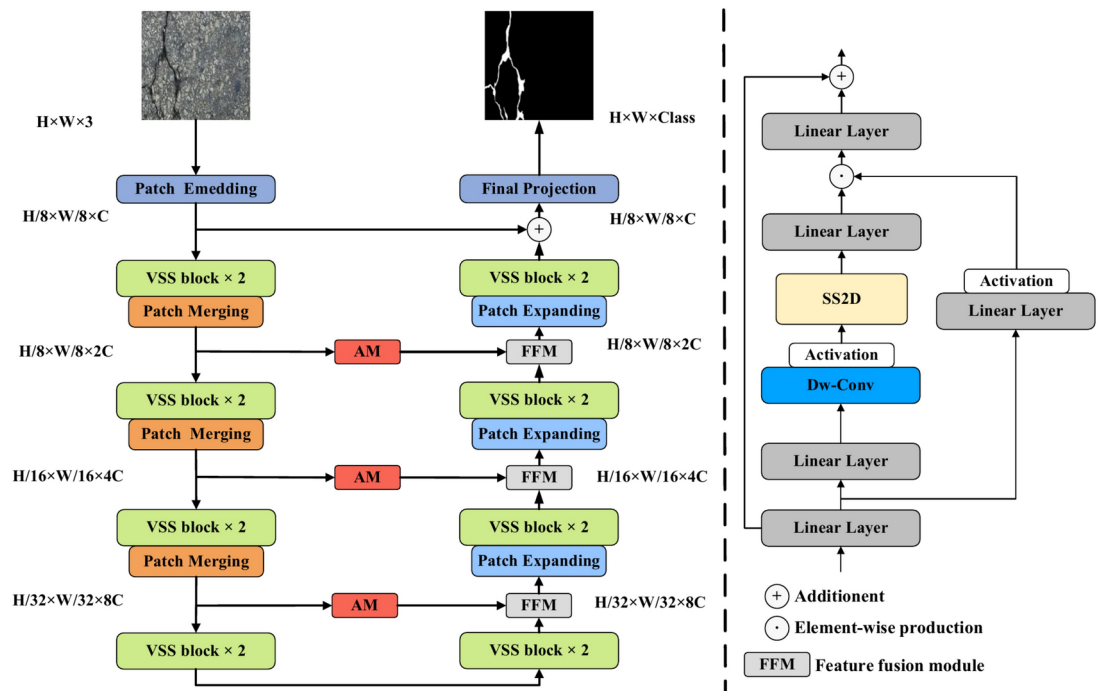 H×W×3
H×W×Class
Patch  Emedding
Final Projection
H/8×W/8×C
+
H/8×W/8×C
VSS block × 2
VSS block × 2
Patch Merging
Patch Expanding
H/8×W/8×2C
AM
FFM
H/8×W/8×2C
VSS block × 2
VSS block × 2
Patch  Merging
Patch Expanding
H/16×W/16×4C
AM
FFM
H/16×W/16×4C
VSS block × 2
VSS block × 2
Patch Merging
Patch Expanding
H/32×W/32×8C
AM
FFM
H/32×W/32×8C
VSS block × 2
VSS block × 2
+
Linear Layer
·
Linear Layer
SS2D
Activation
Linear Layer
Activation
Dw-Conv
Linear Layer
Linear Layer
+ Additionent
· Element-wise production
FFM Feature fusion module